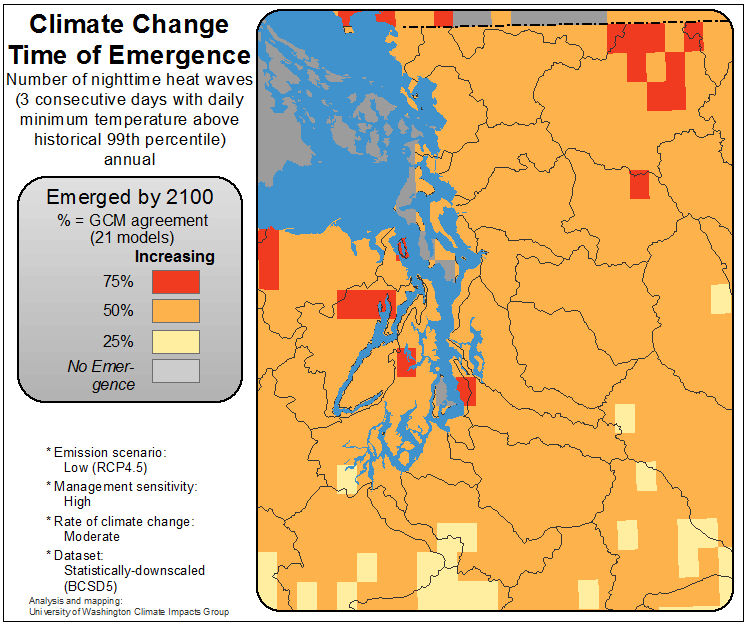 Climate Change
Time of Emergence
Number of nighttime heat waves
(3 consecutive days with daily
minimum temperature above
historical 99th percentile)
annual
Emerged by 2100
% = GCM agreement
(21 models)
Increasing
75%
50%
25%
No Emer-
gence
* Emission scenario:
Low (RCP4.5)
* Management sensitivity:
High
* Rate of climate change:
Moderate
* Dataset:
Statistically-downscaled
(BCSD5)
Analysis and mapping:
University of Washington Climate Impacts Group